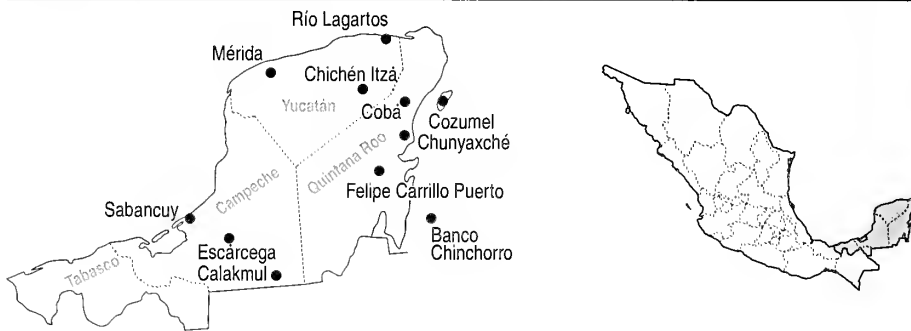 Río Lagartos
Mérida
Chichén Itzá
Yucatán
Cobá
Cozumel
Chunyaxché
Quintana Roo
Campeche
Felipe Carrillo Puerto
Sabancuy
Banco
Chinchorro
Escárcega
Tabasco
Calakmul